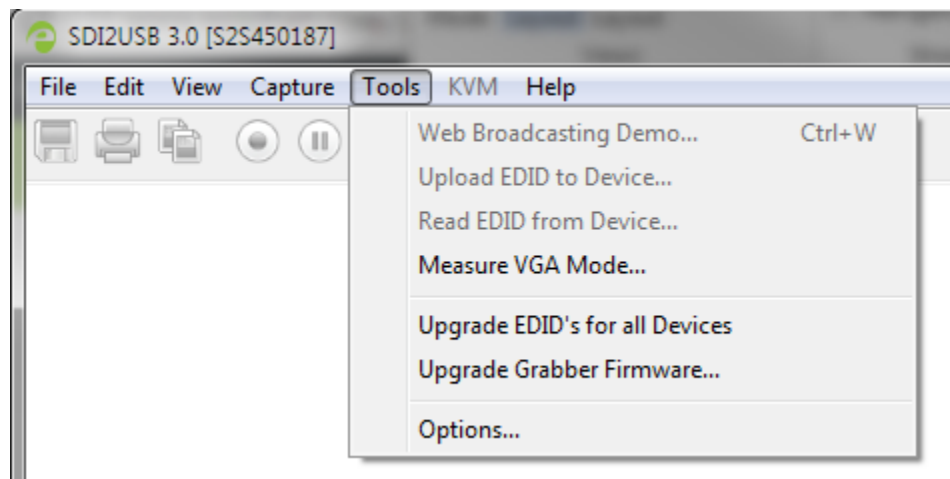 SDI2USB 3.0 [S2S450187]
File Edit View Capture Tools KVM Help
Web Broadcasting Demo... Ctrl+W
Upload EDID to Device...
Read EDID from Device...
Measure VGA Mode...
Upgrade EDID's for all Devices
Upgrade Grabber Firmware...
Options...